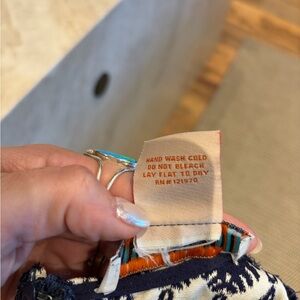 HAND WASH COLD
DO NOT BLEACH
LAY FLAT TO DRY
RN# 121970